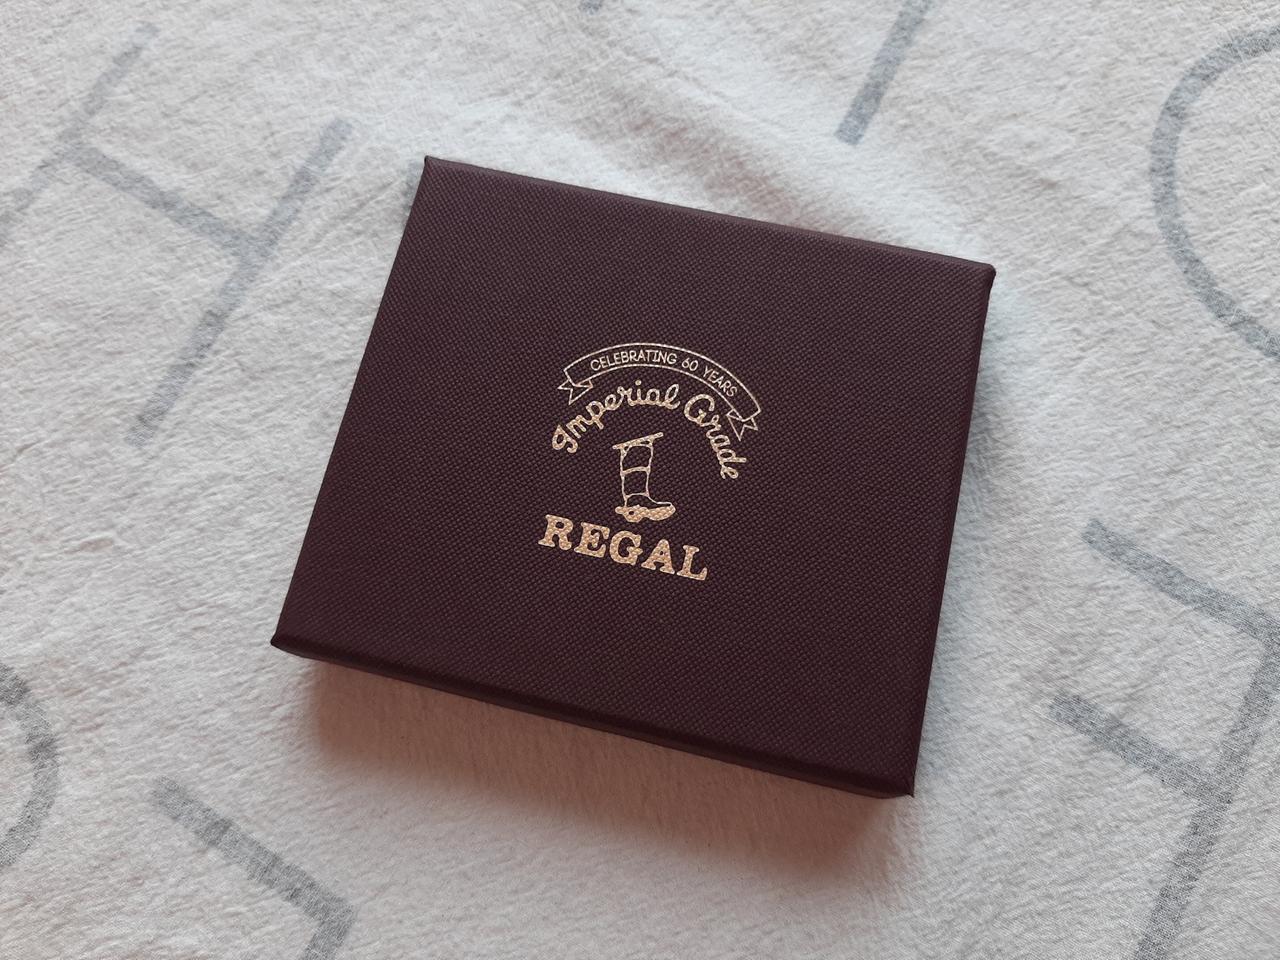 CELEBRATING 60 YEARS
Imperial Grade
REGAL